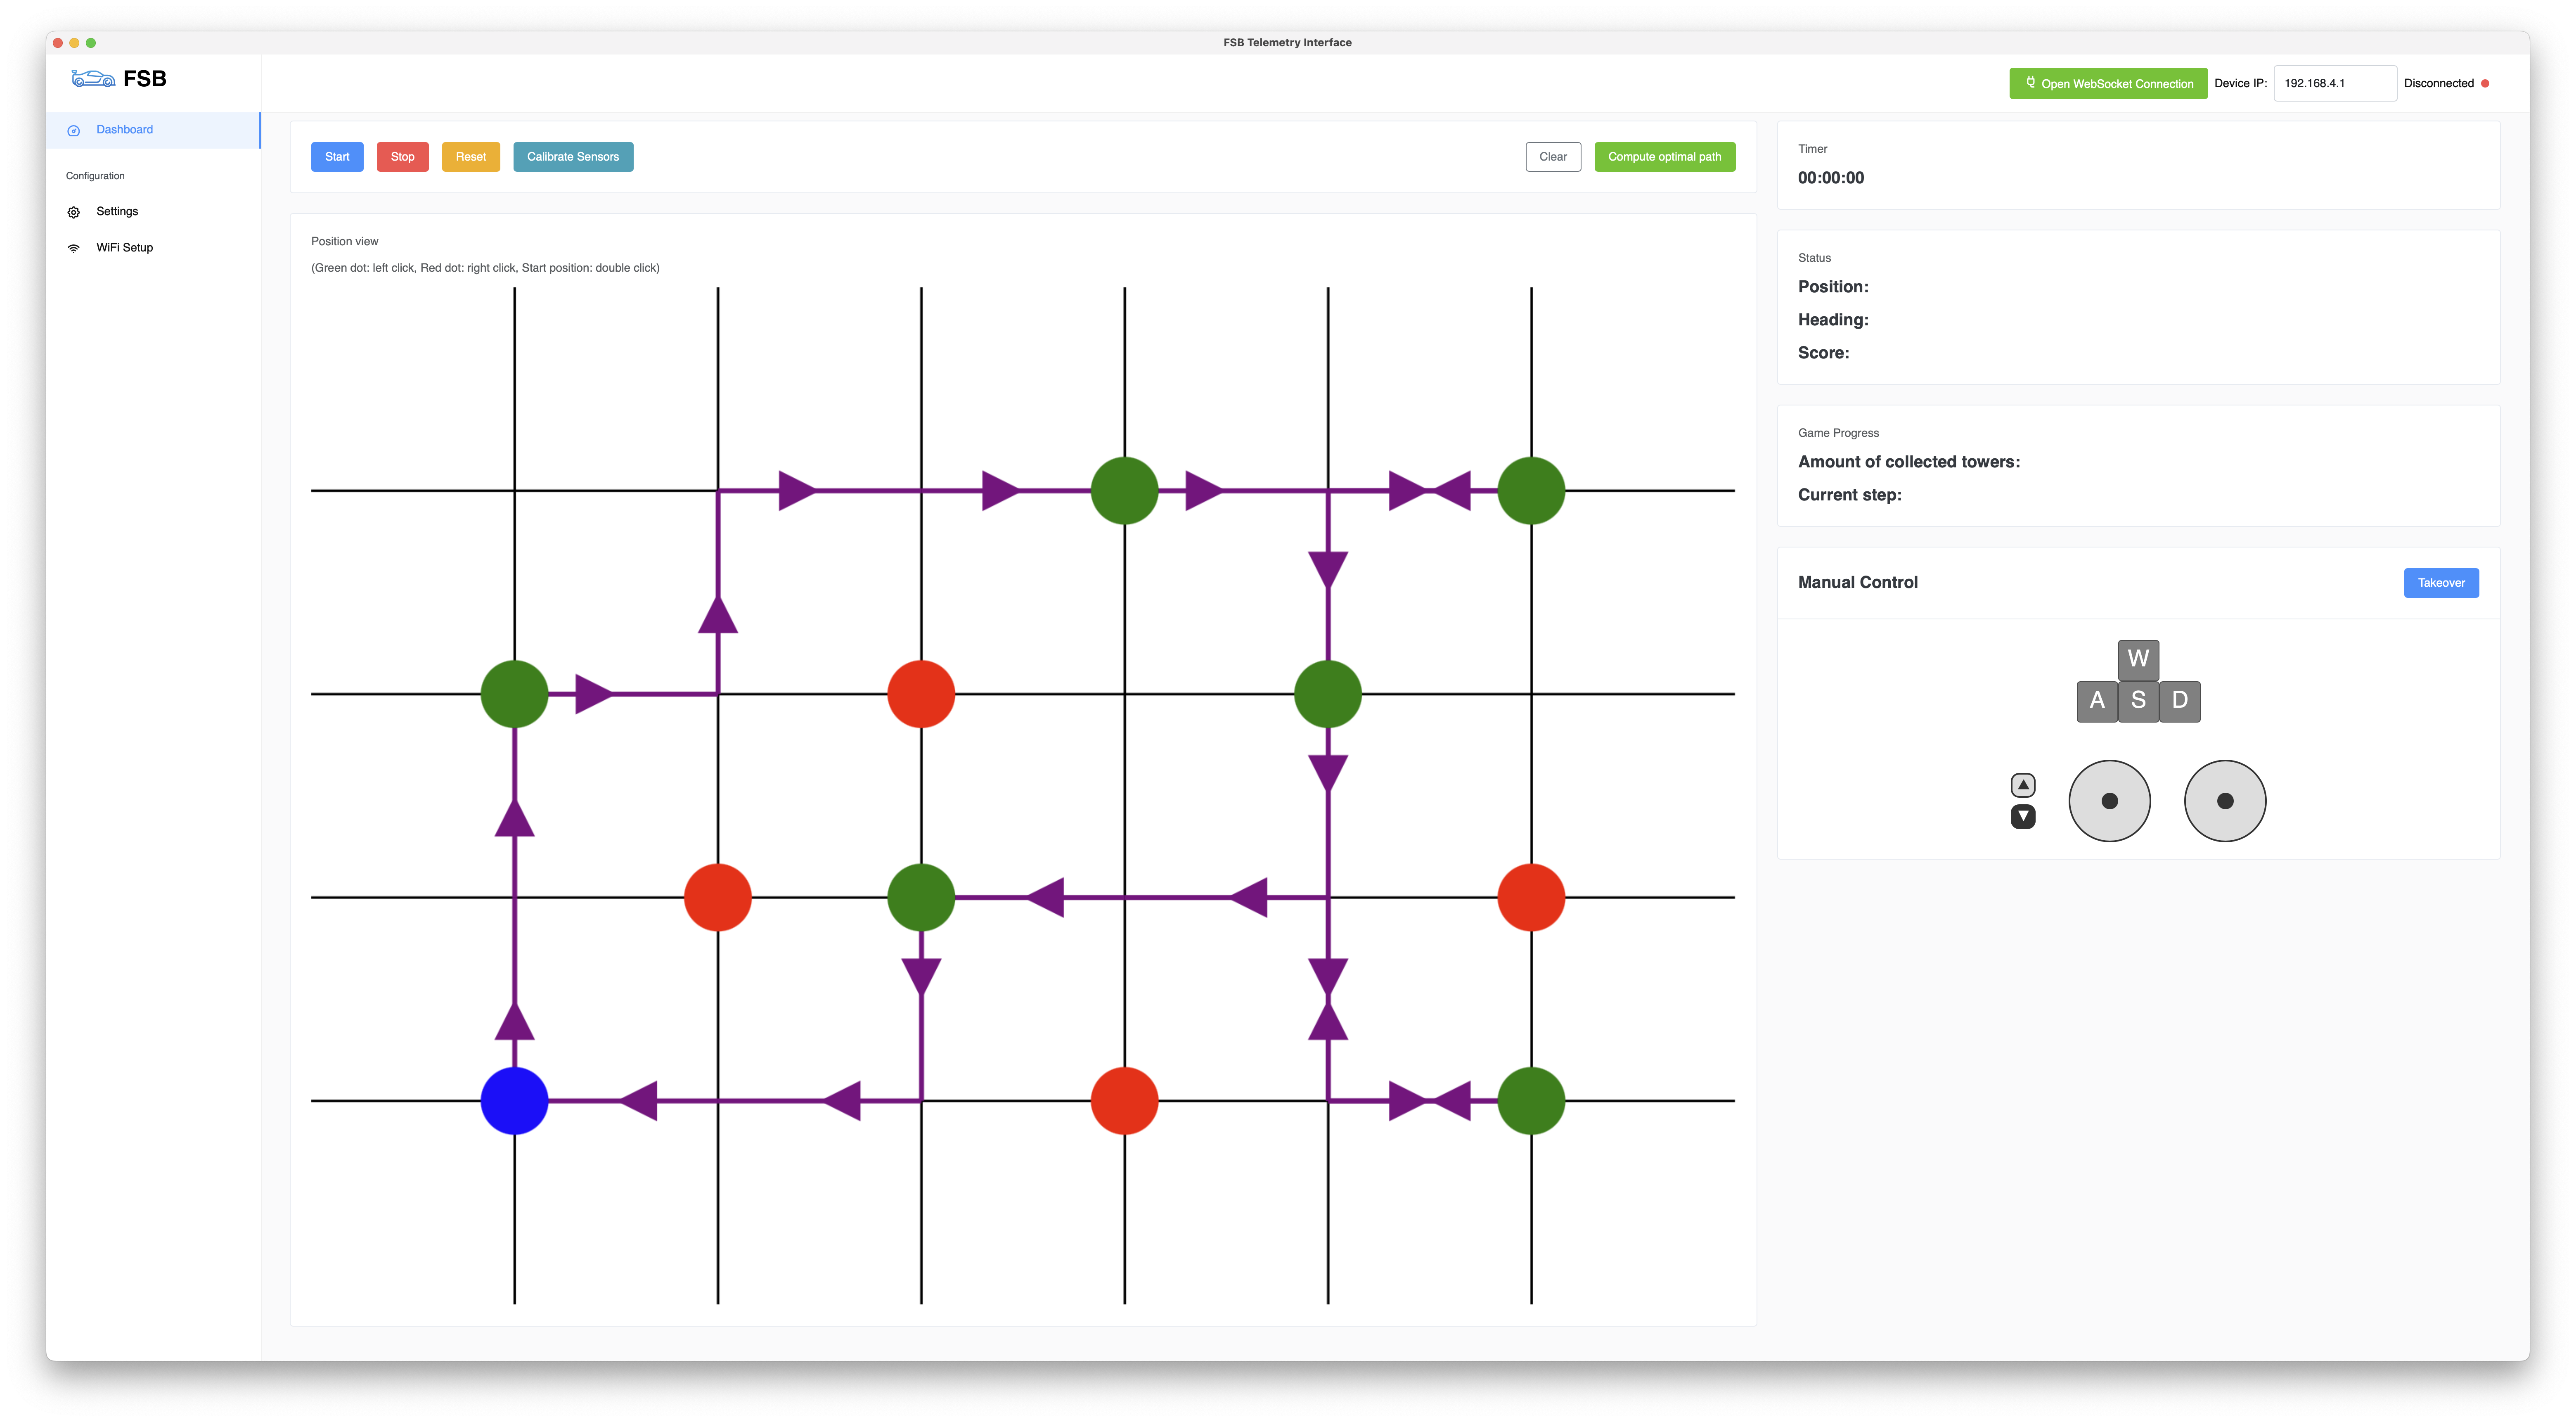 FSB Telemetry Interface
FSB
Open WebSocket Connection Device IP: 192.168.4.1 Disconnected
Dashboard
Configuration
Settings
WiFi Setup
Start Stop Reset Calibrate Sensors Clear Compute optimal path
Position view
(Green dot: left click, Red dot: right click, Start position: double click)
Timer
00:00:00
Status
Position:
Heading:
Score:
Game Progress
Amount of collected towers:
Current step:
Manual Control Takeover
W
A S D